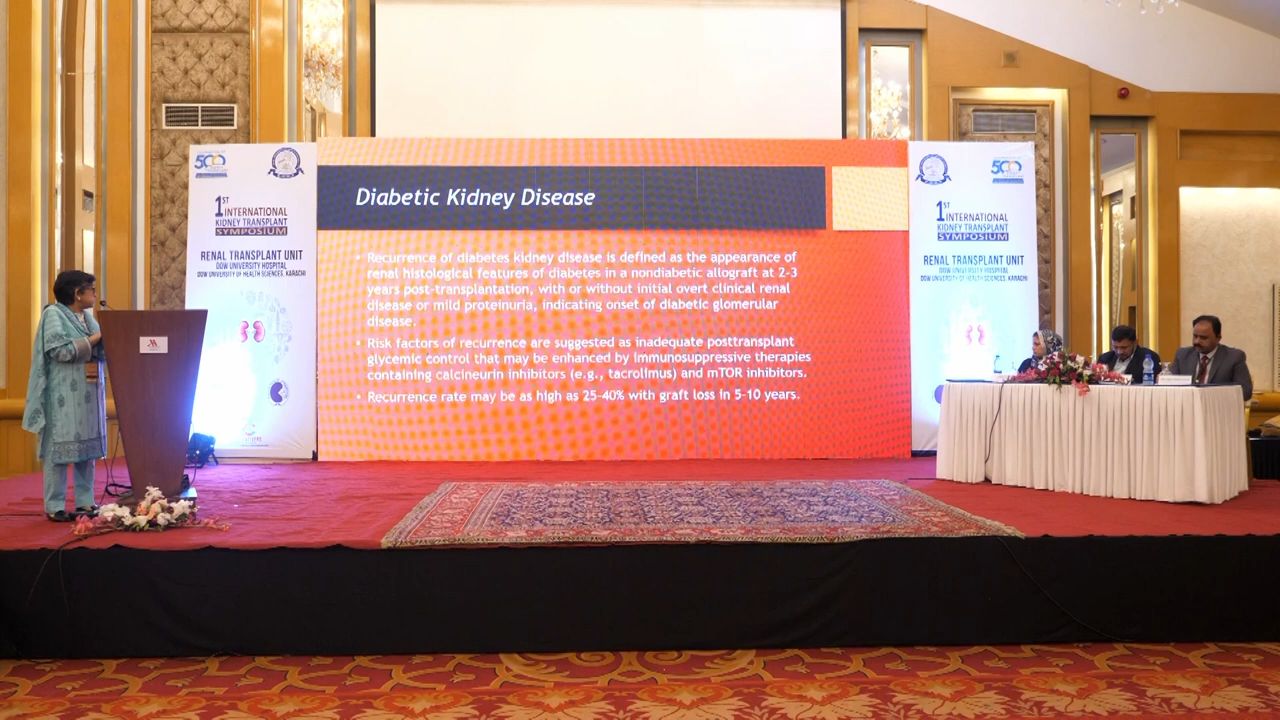 500
1ST
INTERNATIONAL
KIDNEY TRANSPLANT
SYMPOSIUM
RENAL TRANSPLANT UNIT
DOW UNIVERSITY HOSPITAL
DOW UNIVERSITY OF HEALTH SCIENCES, KARACHI
Diabetic Kidney Disease
• Recurrence of diabetes kidney disease is defined as the appearance of
renal histological features of diabetes in a nondiabetic allograft at 2-3
years post-transplantation, with or without initial overt clinical renal
disease or mild proteinuria, indicating onset of diabetic glomerular
disease.
• Risk factors of recurrence are suggested as inadequate posttransplant
glycemic control that may be enhanced by immunosuppressive therapies
containing calcineurin inhibitors (e.g., tacrolimus) and mTOR inhibitors.
• Recurrence rate may be as high as 25-40% with graft loss in 5-10 years.
500
1ST
INTERNATIONAL
KIDNEY TRANSPLANT
SYMPOSIUM
RENAL TRANSPLANT UNIT
DOW UNIVERSITY HOSPITAL
DOW UNIVERSITY OF HEALTH SCIENCES, KARACHI